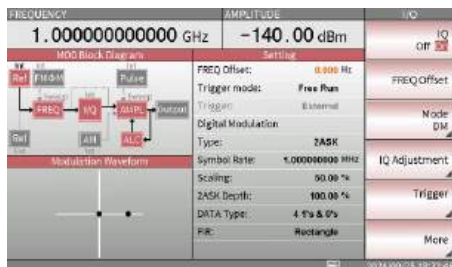 FREQUENCY
AMPLITUDE
I/O
1.000000000000 GHz
-140.00 dBm
IQ
Off
MOD Block Diagram
Setting
Ref
FM ΦM
Pulse
FREQ
I/Q
AMPL
Output
Ref
AM
ALC
Modulation Waveform
FREQ Offset: 0.000 Hz
Trigger mode: Free Run
Trigger: External
Digital Modulation
Type: 2ASK
Symbol Rate: 1.000000000 MHz
Scaling: 50.00 %
2ASK Depth: 100.00 %
DATA Type: 4 1's & 0's
FIR: Rectangle
FREQ Offset
Mode
DM
IQ Adjustment
Trigger
More